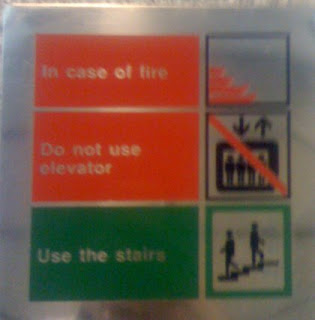 In case of fire
Do not use
elevator
Use the stairs